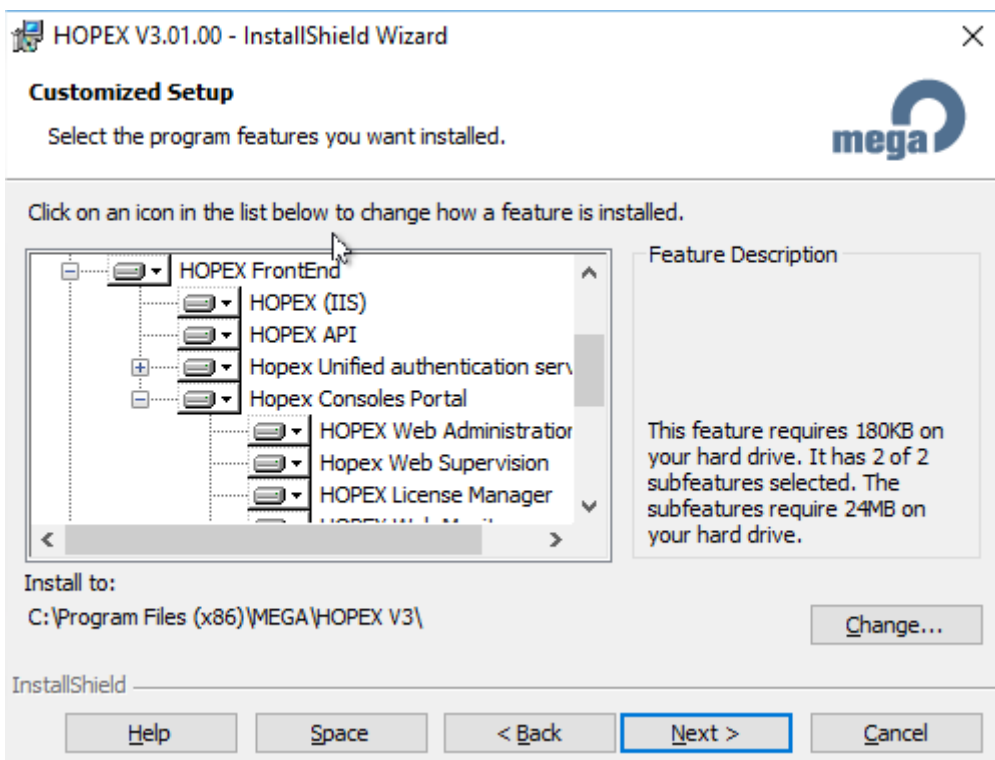 HOPEX V3.01.00 - InstallShield Wizard
Customized Setup
Select the program features you want installed.
mega
Click on an icon in the list below to change how a feature is installed.
HOPEX FrontEnd
HOPEX (IIS)
HOPEX API
Hopex Unified authentication serv
Hopex Consoles Portal
HOPEX Web Administration
Hopex Web Supervision
HOPEX License Manager
Feature Description
This feature requires 180KB on
your hard drive. It has 2 of 2
subfeatures selected. The
subfeatures require 24MB on
your hard drive.
Install to:
C:\Program Files (x86)\MEGA\HOPEX V3\
Change...
InstallShield
Help
Space
< Back
Next >
Cancel